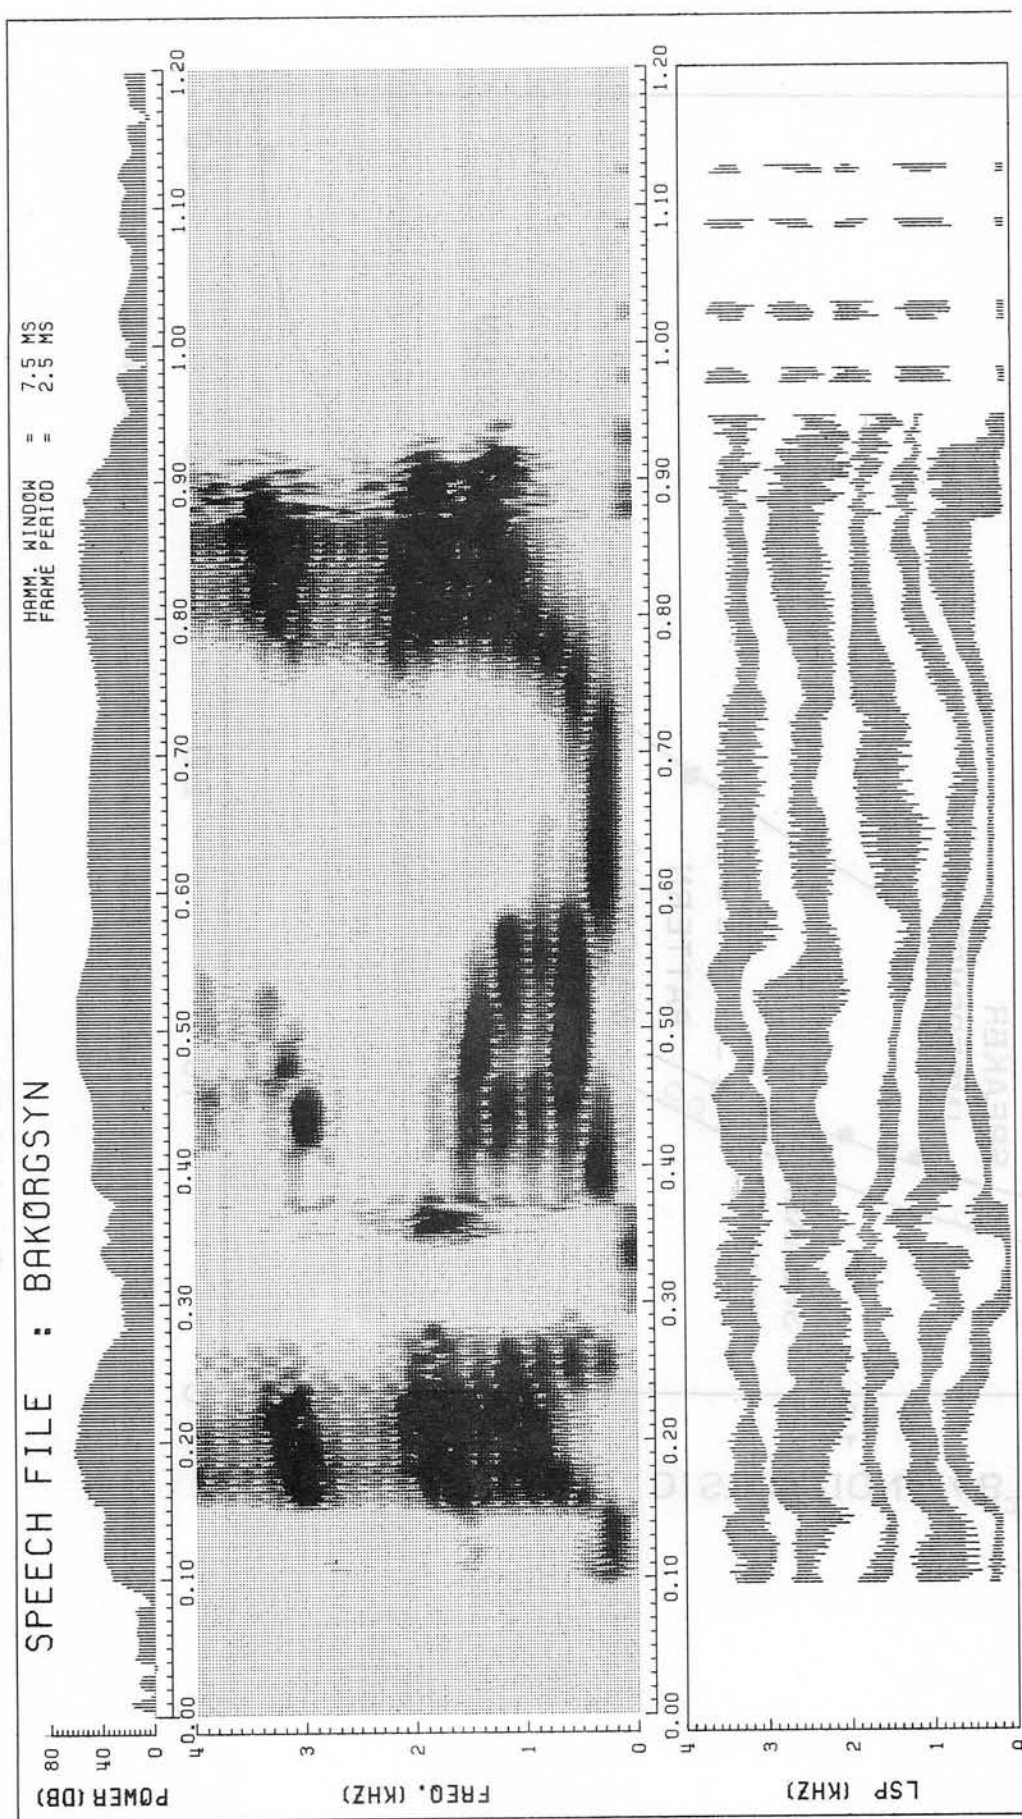 SPEECH FILE : BAKØRGSYN
HAMM. WINDOW = 7.5 MS
FRAME PERIOD = 2.5 MS
POWER(DB)
80
40
0
0.00 0.10 0.20 0.30 0.40 0.50 0.60 0.70 0.80 0.90 1.00 1.10 1.20
FREQ. (KHZ)
4
3
2
1
0
0.00 0.10 0.20 0.30 0.40 0.50 0.60 0.70 0.80 0.90 1.00 1.10 1.20
LSP (KHZ)
4
3
2
1
0